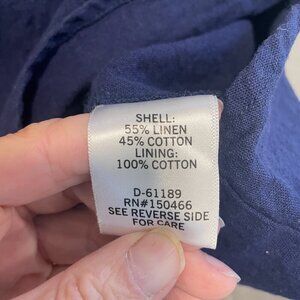 SHELL:
55% LINEN
45% COTTON
LINING:
100% COTTON
D-61189
RN#150466
SEE REVERSE SIDE
FOR CARE